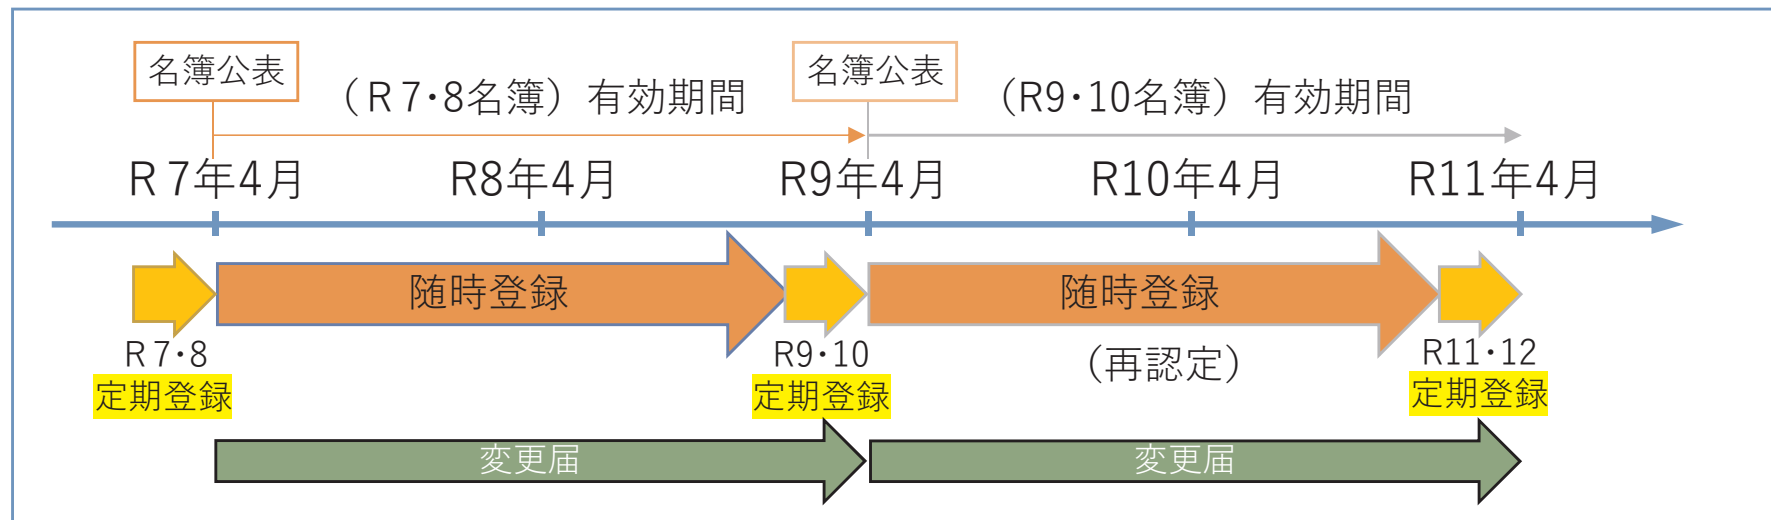 名簿公表
（R 7・8名簿）有効期間
名簿公表
（R9・10名簿）有効期間
R 7年4月
R8年4月
R9年4月
R10年4月
R11年4月
随時登録
随時登録
R 7・8
定期登録
R9・10
定期登録
（再認定）
R11・12
定期登録
変更届
変更届